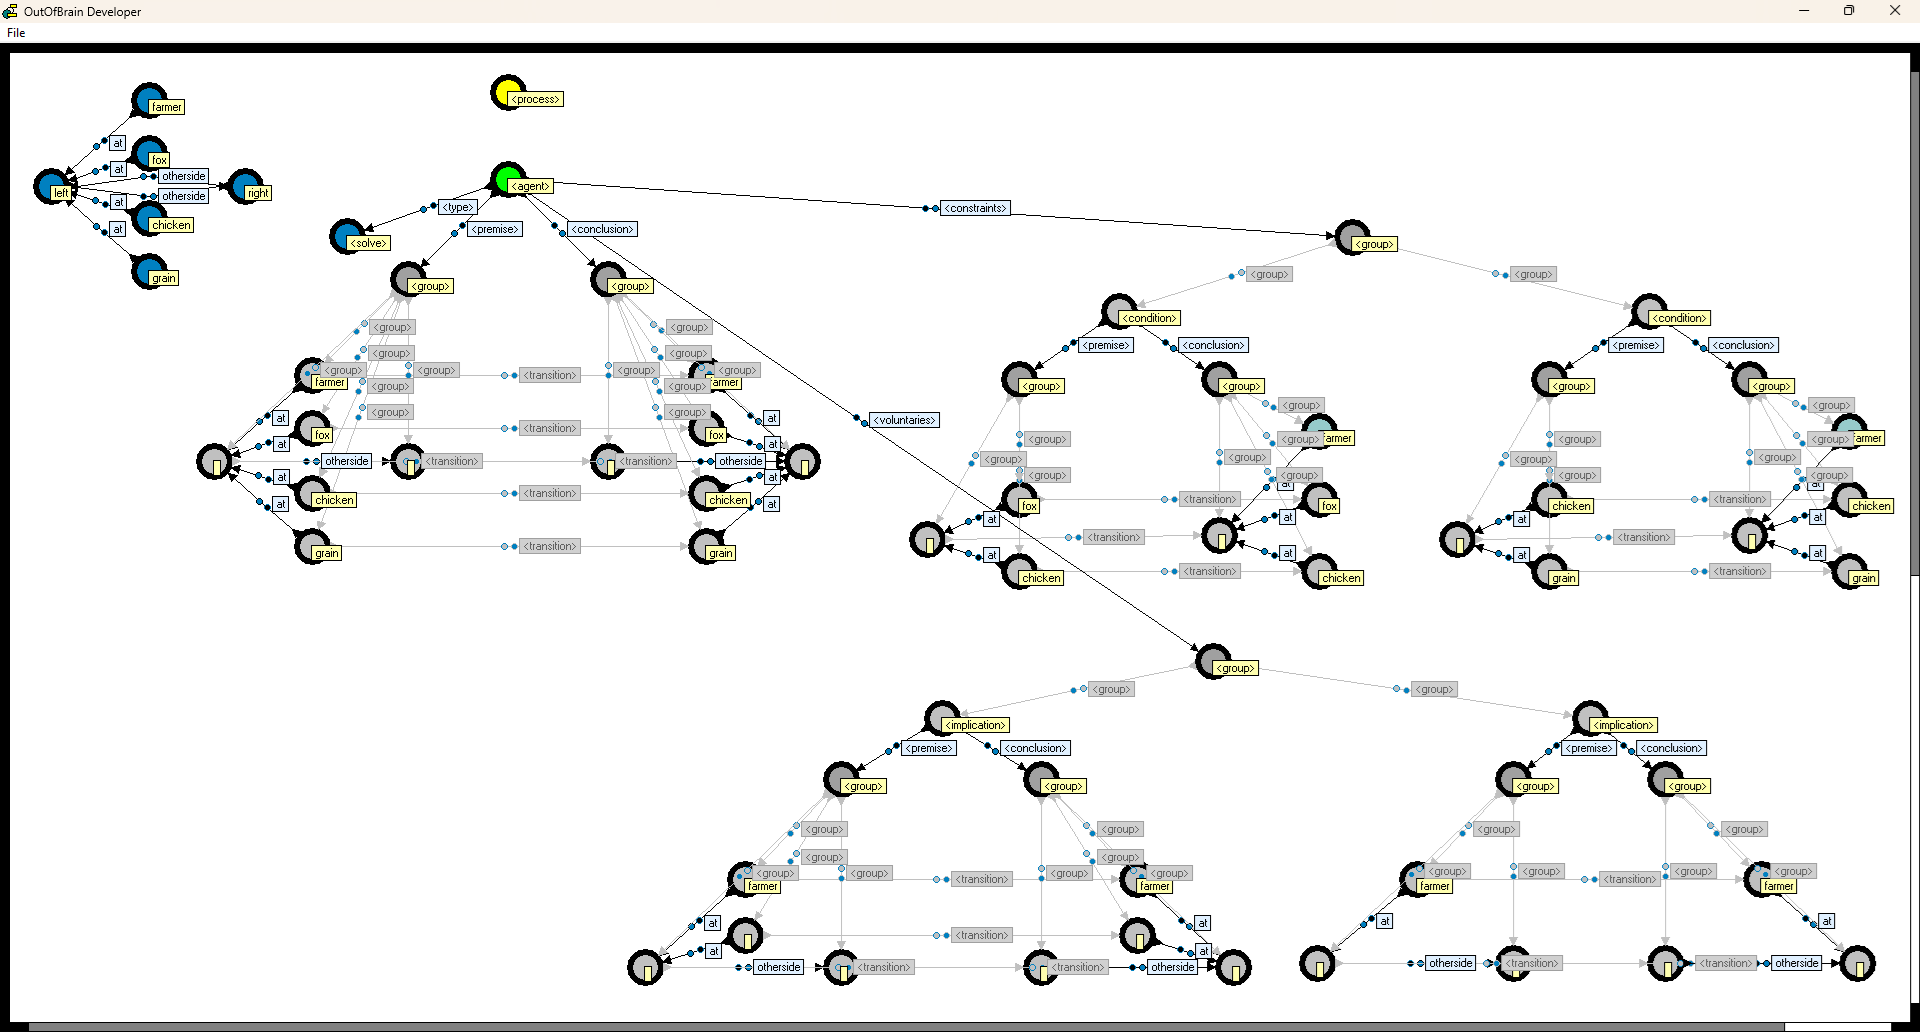 OutOfBrain Developer
File
farmer
<process>
at
fox
at
otherside
<agent>
left
otherside
right
at
<type>
<constraints>
chicken
at
<premise>
<conclusion>
<solve>
<group>
grain
<group>
<group>
<group>
<group>
<condition>
<condition>
<group>
<group>
<premise>
<conclusion>
<premise>
<conclusion>
<group>
<group>
<group>
<group>
<group>
<transition>
<group>
<group>
farmer
<group>
<group>
armer
<group>
<group>
<group>
<group>
<group>
<group>
<group>
<group>
at
at
<voluntaries>
fox
<transition>
fox
<group>
armer
<group>
armer
at
at
<group>
<group>
otherside
<transition>
<transition>
otherside
<group>
<group>
<group>
<group>
at
at
<group>
<group>
<group>
<group>
chicken
<transition>
chicken
<transition>
at
<transition>
at
at
at
fox
fox
chicken
chicken
at
at
at
at
grain
<transition>
grain
<transition>
<transition>
at
at
at
at
chicken
<transition>
chicken
grain
<transition>
grain
<group>
<group>
<group>
<implication>
<implication>
<premise>
<conclusion>
<premise>
<conclusion>
<group>
<group>
<group>
<group>
<group>
<group>
<group>
<group>
<group>
<group>
<group>
<group>
<transition>
<group>
<group>
<group>
<group>
<transition>
<group>
<group>
farmer
farmer
farmer
farmer
at
at
at
at
<transition>
at
at
otherside
<transition>
<transition>
otherside
otherside
<transition>
<transition>
otherside